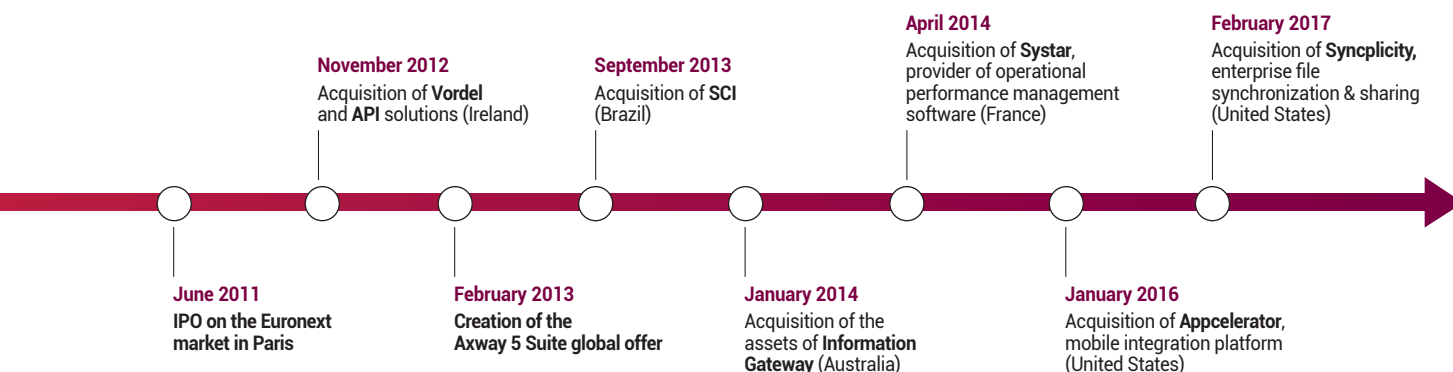 April 2014
Acquisition of Systar,
provider of operational
performance management
software (France)
February 2017
Acquisition of Syncplicity,
enterprise file
synchronization & sharing
(United States)
November 2012
Acquisition of Vordel
and API solutions (Ireland)
September 2013
Acquisition of SCI
(Brazil)
June 2011
IPO on the Euronext
market in Paris
February 2013
Creation of the
Axway 5 Suite global offer
January 2014
Acquisition of the
assets of Information
Gateway (Australia)
January 2016
Acquisition of Appcelerator,
mobile integration platform
(United States)